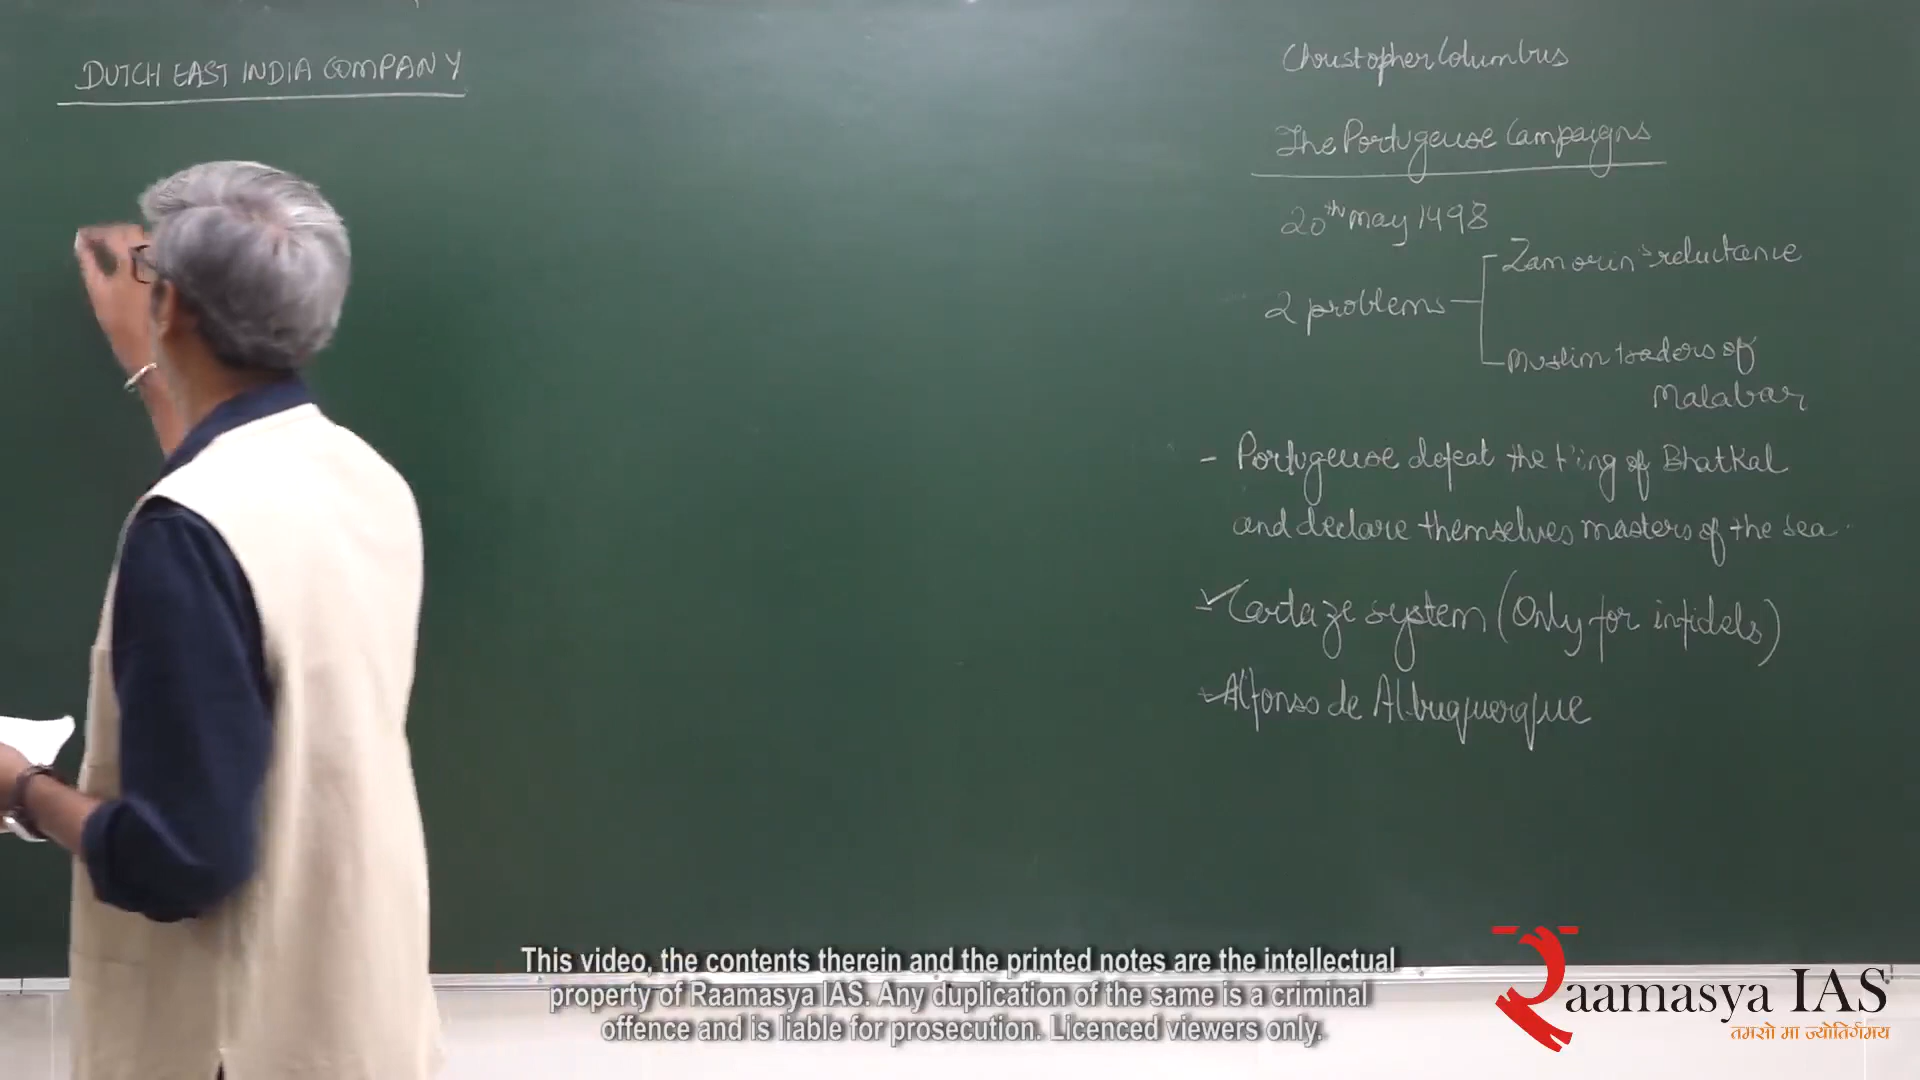 DUTCH EAST INDIA COMPANY
Christopher Columbus
The Portugeuse Campaigns
20th May 1498
2 problems
Zamorin's reluctance
Muslim traders of
Malabar
- Portugeuse defeat the King of Bhatkal
and declare themselves masters of the sea.
Cartaze system (Only for infidels)
Alfonso de Albuquerque
This video, the contents therein and the printed notes are the intellectual
property of Raamasya IAS. Any duplication of the same is a criminal
offence and is liable for prosecution. Licenced viewers only.
Raamasya IAS
तमसो मा ज्योतिर्गमय